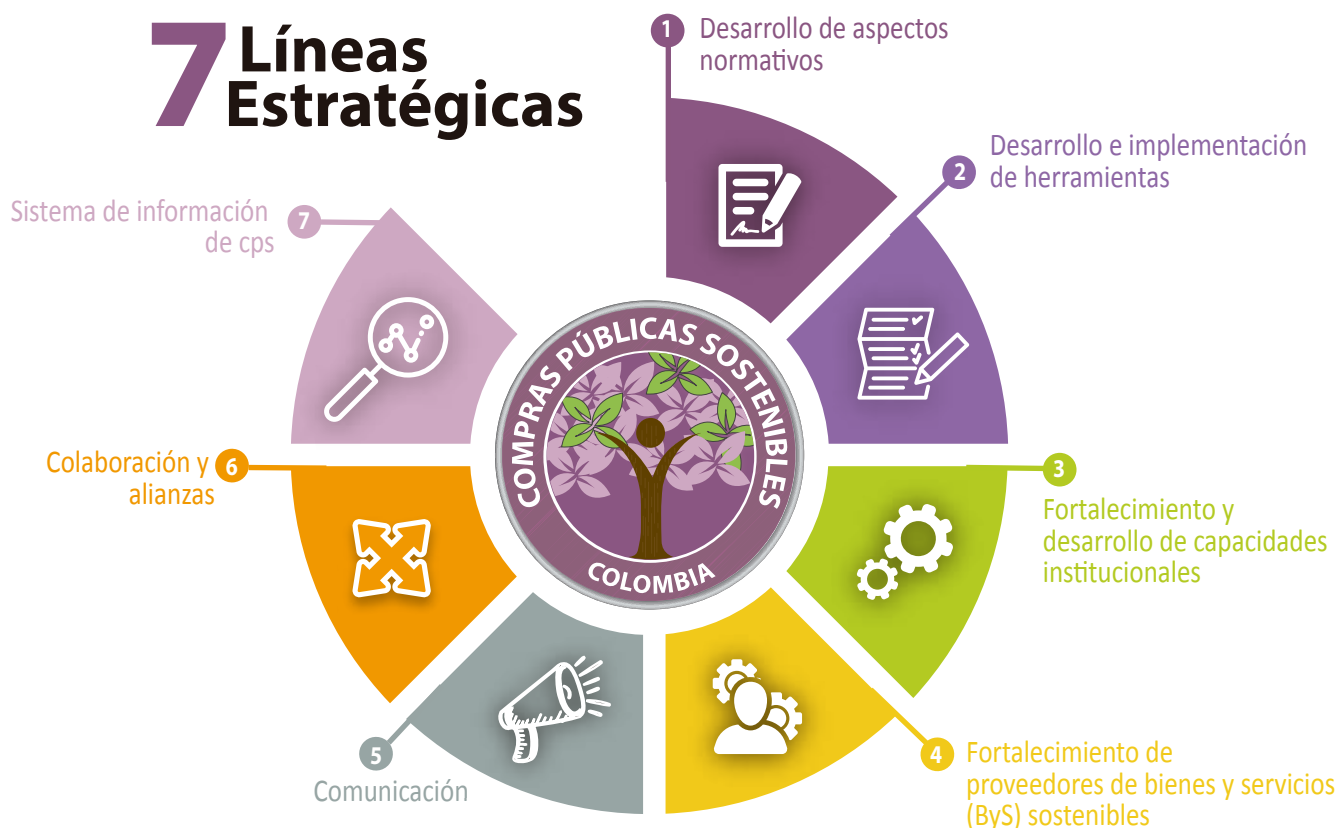 7 Líneas
Estratégicas
1 Desarrollo de aspectos
normativos
2 Desarrollo e implementación
de herramientas
3
Fortalecimiento y
desarrollo de capacidades
institucionales
4 Fortalecimiento de
proveedores de bienes y servicios
(ByS) sostenibles
5
Comunicación
Colaboración y 6
alianzas
Sistema de información 7
de cps
COMPRAS PÚBLICAS SOSTENIBLES
COLOMBIA